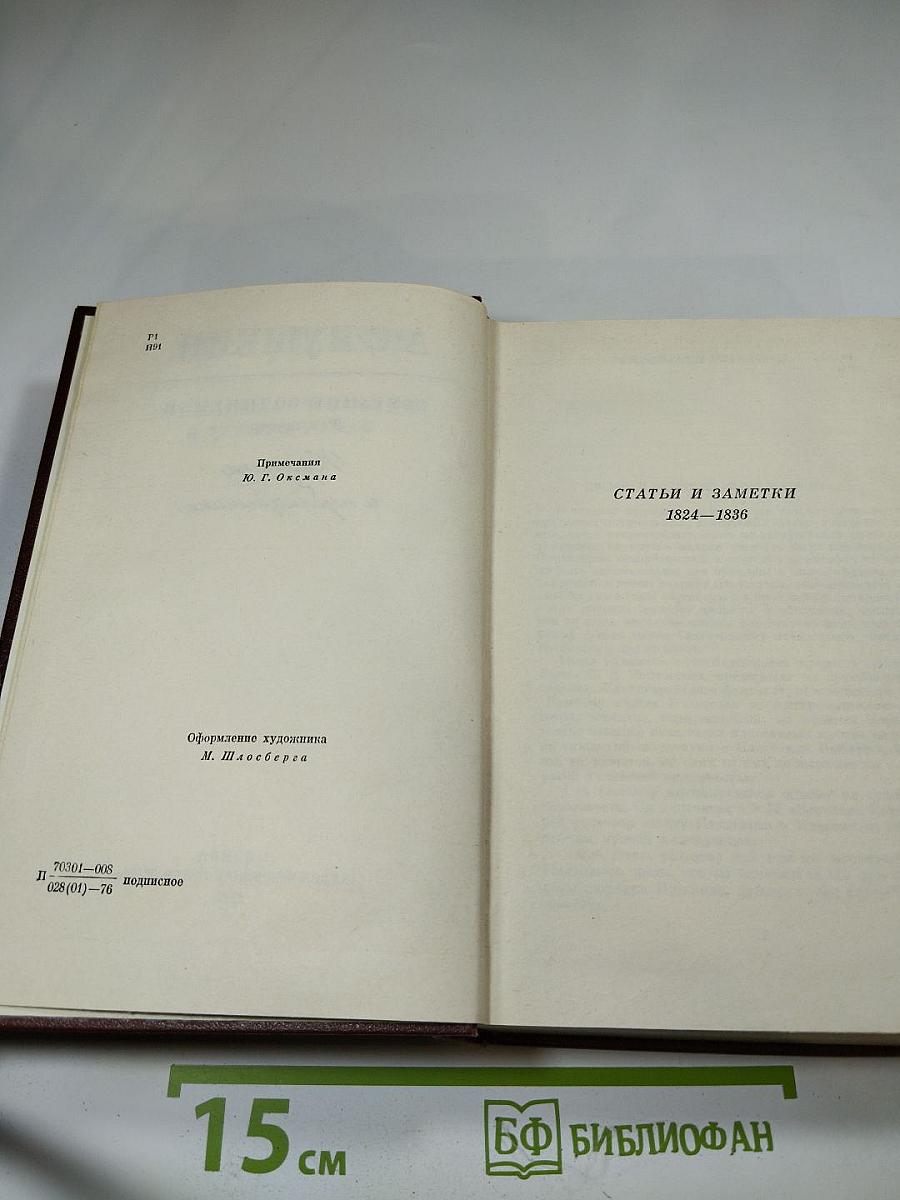 Р1
П91
Примечания
Ю. Г. Оксмана
Оформление художника
М. Шлосберга
П 70301—008
028(01)—76 подписное
СТАТЬИ И ЗАМЕТКИ
1824—1836
15 см
БФ БИБЛИОФАН